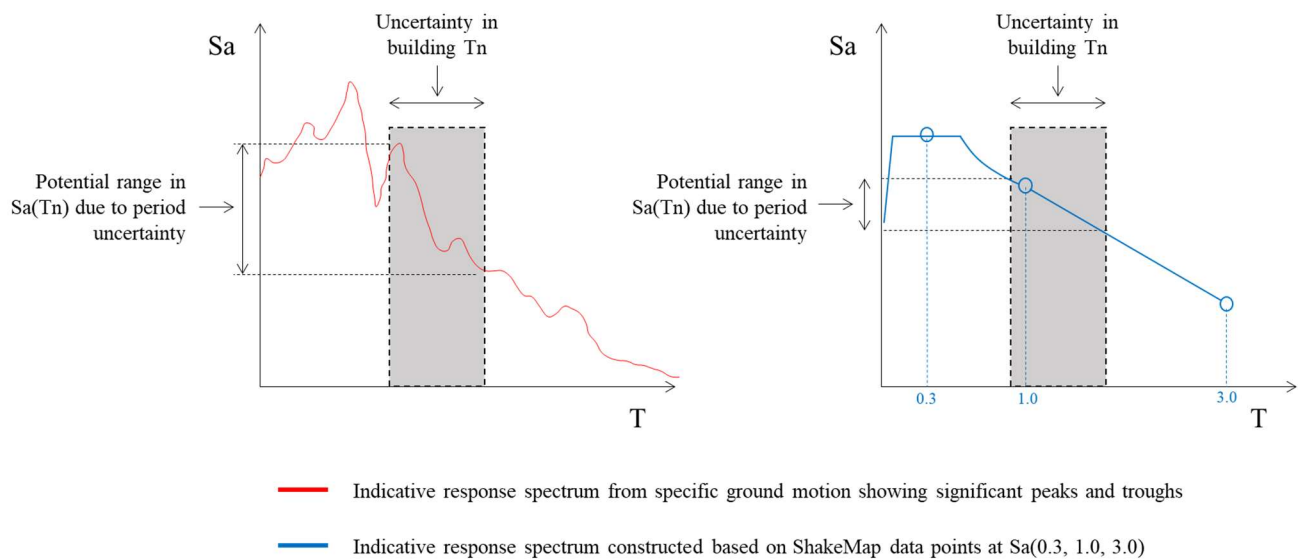 Uncertainty in
building Tn
Sa
Potential range in
Sa(Tn) due to period
uncertainty
T
Uncertainty in
building Tn
Sa
Potential range in
Sa(Tn) due to period
uncertainty
0.3
1.0
3.0
T
Indicative response spectrum from specific ground motion showing significant peaks and troughs
Indicative response spectrum constructed based on ShakeMap data points at Sa(0.3, 1.0, 3.0)